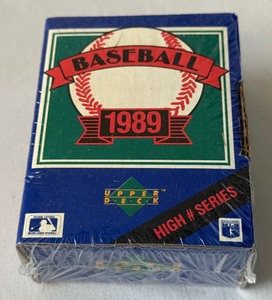 BASEBALL
1989
UPPER
DECK
HIGH # SERIES